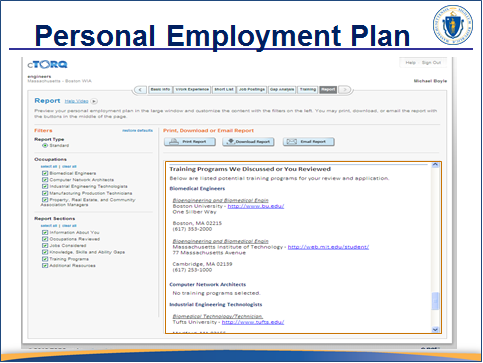 Personal Employment Plan
cTORQ
Help
Sign Out
engineers
Massachusetts - Boston WIA
Michael Boyle
Basic Info
Work Experience
Short List
Job Postings
Gap Analysis
Training
Report
Report
Help Video
Preview your personal employment plan in the large window and customize the content with the filters on the left. You may print, download, or email the report
with the buttons in the middle of the page.
Filters
restore defaults
Report Type
Standard
Occupations
select all | clear all
Biomedical Engineers
Computer Network Architects
Industrial Engineering Technologists
Manufacturing Production Technicians
Property, Real Estate, and Community
Association Managers
Report Sections
select all | clear all
Information About You
Occupations Reviewed
Jobs Considered
Knowledge, Skills and Ability Gaps
Training Programs
Additional Resources
Print, Download or Email Report
Print Report
Download Report
Email Report
Training Programs We Discussed or You Reviewed
Below are listed potential training programs for your review and application.
Biomedical Engineers
Bioengineering and Biomedical Engin
Boston University - http://www.bu.edu/
One Silber Way
Boston, MA 02215
(617) 353-2000
Bioengineering and Biomedical Engin
Massachusetts Institute of Technology - http://web.mit.edu/student/
77 Massachusetts Avenue
Cambridge, MA 02139
(617) 253-1000
Computer Network Architects
No training programs selected.
Industrial Engineering Technologists
Biomedical Technology/Technician.
Tufts University - http://www.tufts.edu/